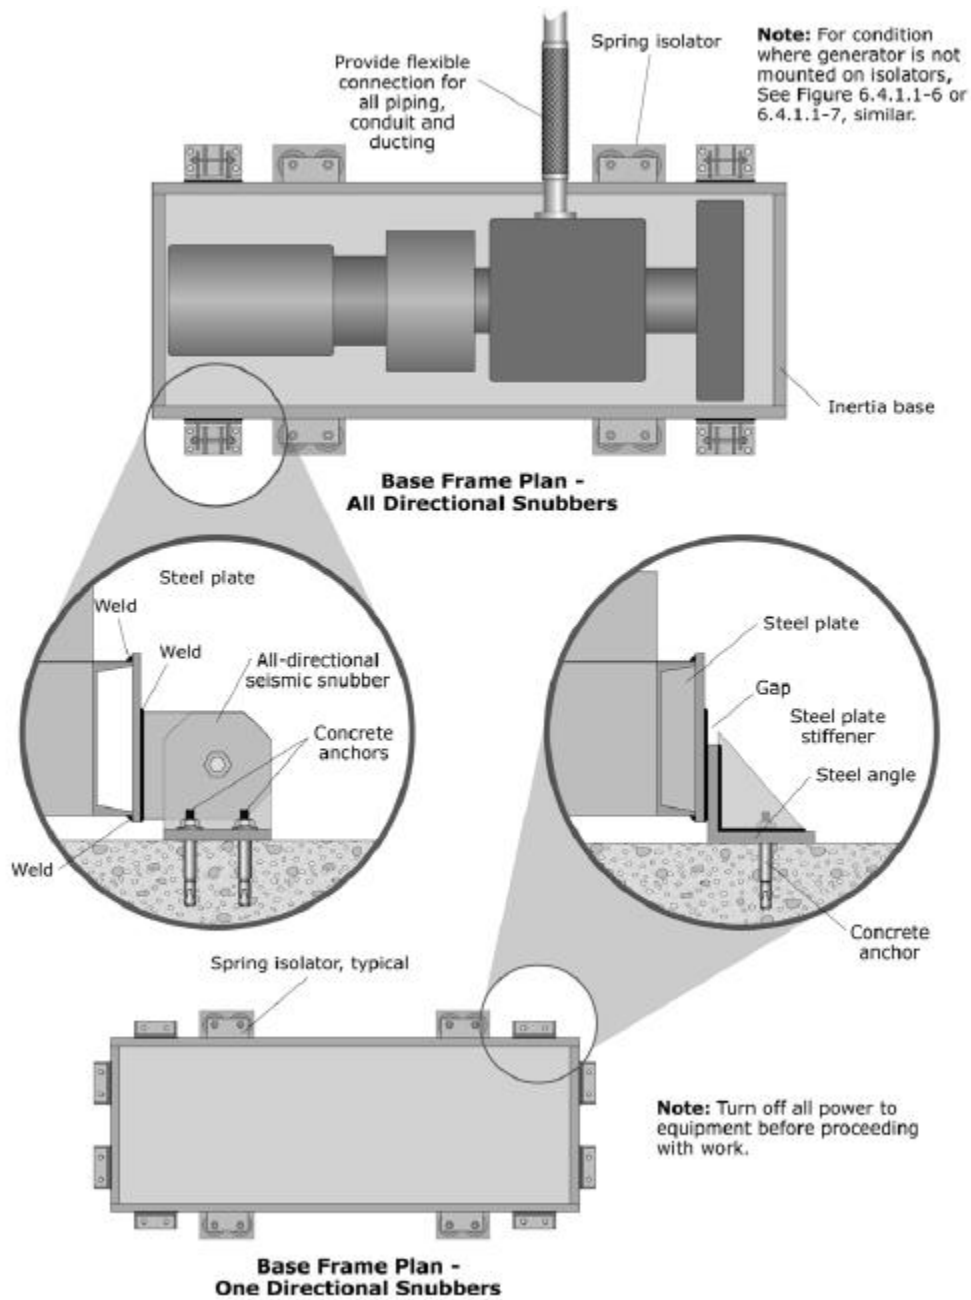 Provide flexible
connection for
all piping,
conduit and
ducting
Spring isolator
Note: For condition
where generator is not
mounted on isolators,
See Figure 6.4.1.1-6 or
6.4.1.1-7, similar.
Inertia base
Base Frame Plan -
All Directional Snubbers
Steel plate
Weld
Weld
All-directional
seismic snubber
Concrete
anchors
Weld
Steel plate
Gap
Steel plate
stiffener
Steel angle
Concrete
anchor
Spring isolator, typical
Note: Turn off all power to
equipment before proceeding
with work.
Base Frame Plan -
One Directional Snubbers